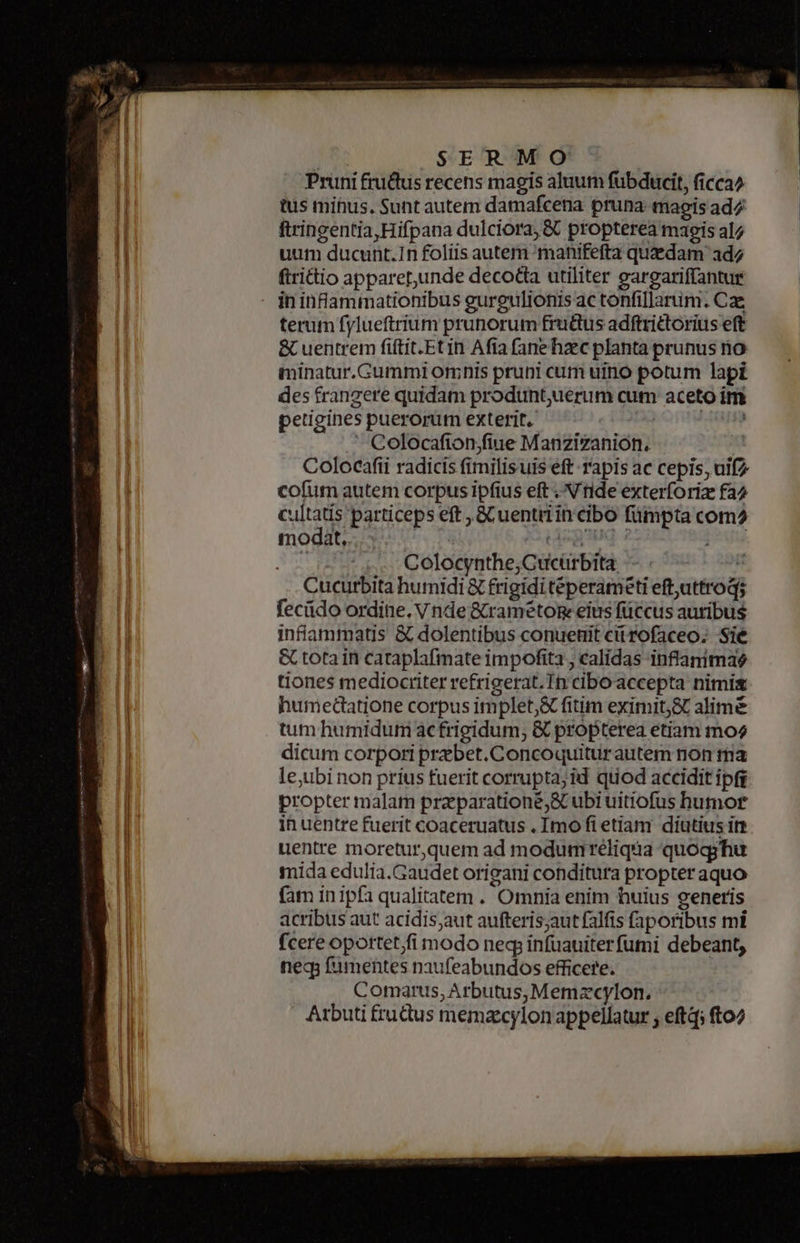 SERMO
Pruni fructus recens magis aluum ſubducit, ſicca⸗
tus minus. Sunt autem damaſcena pruna magis ad⸗
ſtringentia, Hiſpana dulciora, & propterea magis al⸗
uum ducunt. In foliis autem manifeſta quædam ad⸗
ſtrictio apparet, unde decocta utiliter gargariſſantur
in inflammationibus gurgulionis ac tonſillarum. Cæ
terum ſylueſtrium prunorum fructus adſtrictorius eſt
& uentrem ſiſtit. Et in Aſia ſane hæc planta prunus no
minatur. Gummi omnis pruni cum uino potum lapi
des frangere quidam produnt, uerum cum aceto im
petigines puerorum exterit.
Colocaſion, ſiue Manzizanion.
Colocaſii radicis ſimilis uis eſt rapis ac cepis, uiſ⸗
coſum autem corpus ipſius eſt. Vnde exterſoriæ fa⸗
cultatis particeps eſt, & uentri in cibo ſumpta com⸗
modat.
Colocynthe, Cucurbita
Cucurbita humidi & frigidi tēperamēti eſt, utroq;
ſecūdo ordine. Vnde & ramētoꝝ eius ſuccus auribus
inflammatis & dolentibus conuenit cū roſaceo. Sic
& tota in cataplaſmate impoſita, calidas inflamma⸗
tiones mediocriter refrigerat. In cibo accepta nimia
humectatione corpus implet, & ſitim eximit, & alimē
tum humidum ac frigidum, & propterea etiam mo⸗
dicum corpori præbet. Concoquitur autem non ma
le, ubi non prius fuerit corrupta, id quod accidit ipſi
propter malam præparationē, & ubi uitioſus humor
in uentre fuerit coaceruatus. Imo ſi etiam diutius in
uentre moretur, quem ad modum reliqua quoq; hu
mida edulia. Gaudet origani conditura propter aquo
ſam in ipſa qualitatem. Omnia enim huius generis
acribus aut acidis, aut auſteris, aut ſalſis ſaporibus mi
ſcere oportet, ſi modo neq; inſuauiter ſumi debeant,
neq; ſumentes nauſeabundos efficere.
Comarus, Arbutus, Memæcylon.
Arbuti fructus memæcylon appellatur, eſtq; ſto⸗